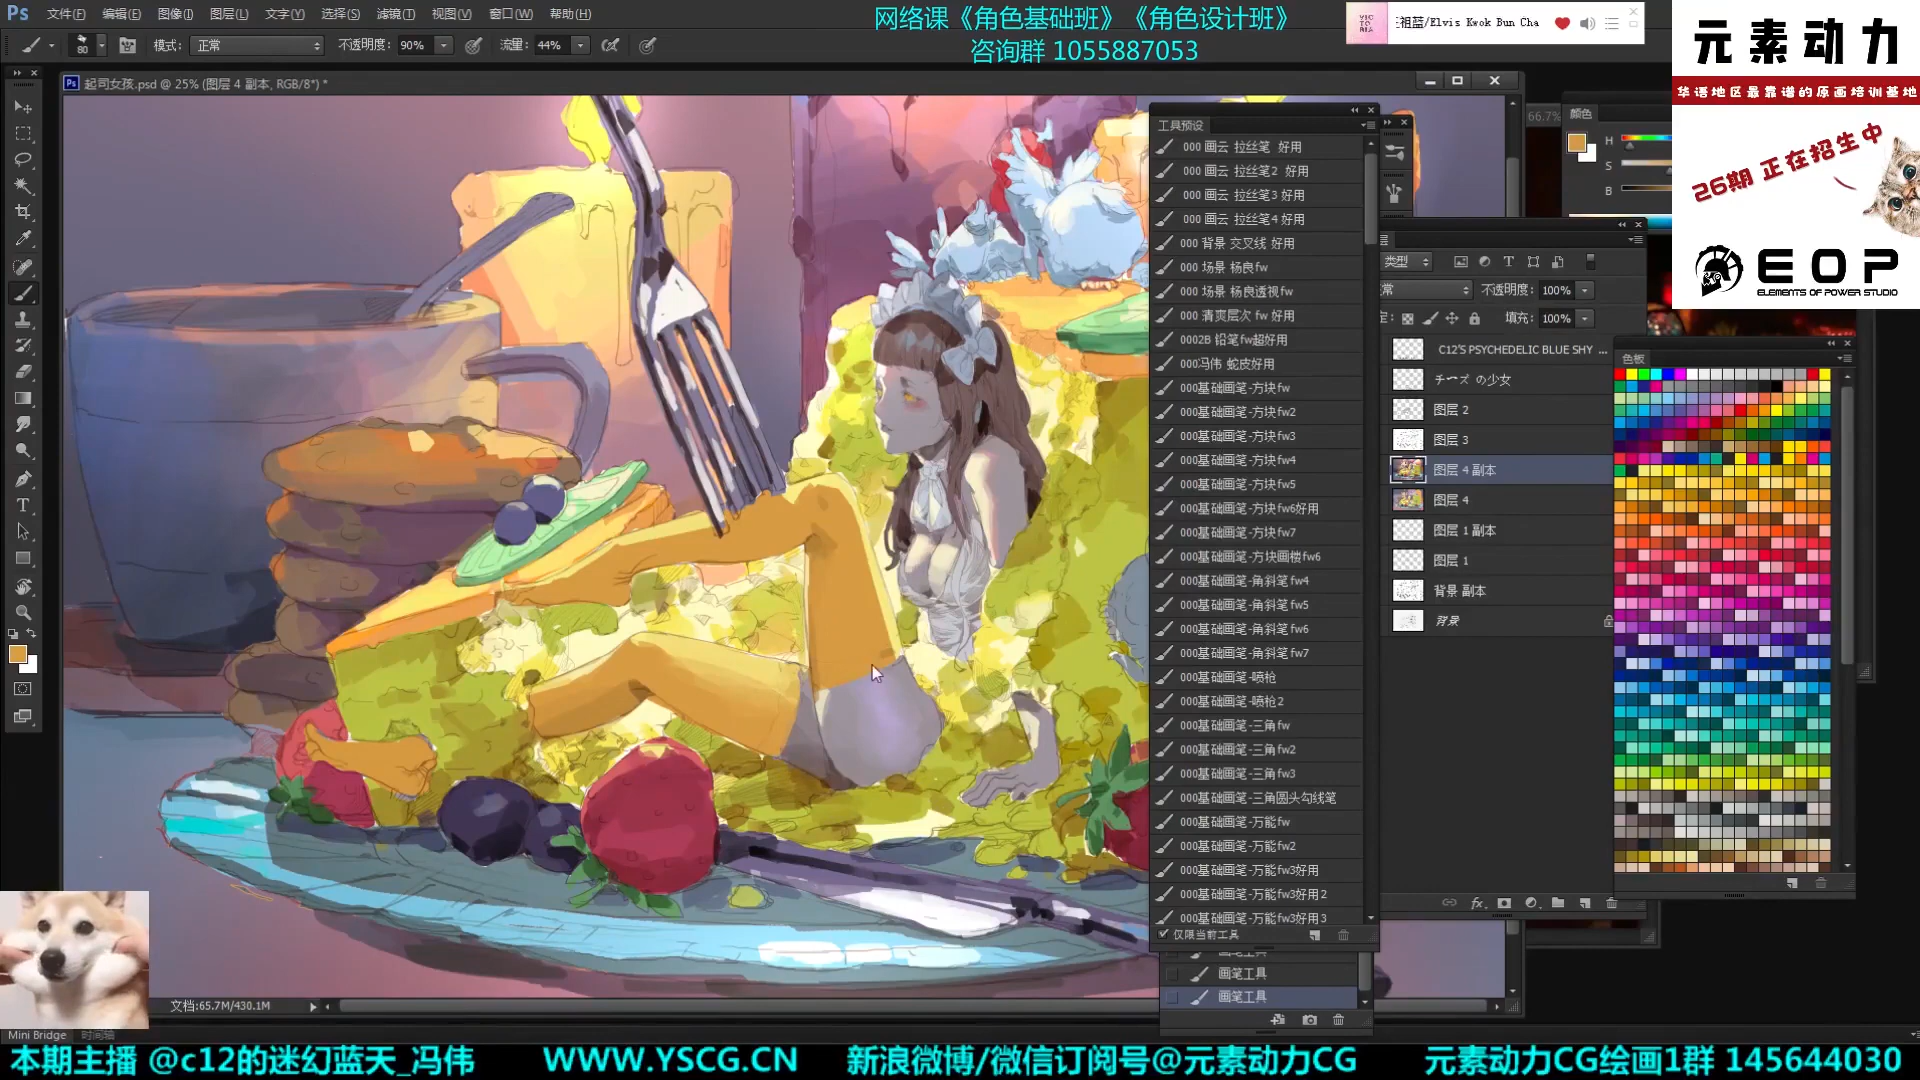 文件(F) 编辑(E) 图像(I) 图层(L) 文字(Y) 选择(S) 滤镜(T) 视图(V) 窗口(W) 帮助(H)
网络课《角色基础班》《角色设计班》
咨询群 1055887053
王祖蓝/Elvis Kwok Bun Cha
元素动力
华语地区最靠谱的原画培训基地
26期 正在招生中
EOP
ELEMENTS OF POWER STUDIO
80 模式: 正常 不透明度: 90% 流量: 44%
起司女孩.psd @ 25% (图层 4 副本, RGB/8*) *
66.7%
颜色
H
S
B
工具预设
000 画云 拉丝笔 好用
000 画云 拉丝笔2 好用
000 画云 拉丝笔3 好用
000 画云 拉丝笔4 好用
000 背景 交叉线 好用
000 场景 杨良fw
000 场景 杨良透视fw
000 清爽层次 fw 好用
0002B 铅笔fw超好用
000冯伟 蛇皮好用
000基础画笔-方块fw
000基础画笔-方块fw2
000基础画笔-方块fw3
000基础画笔-方块fw4
000基础画笔-方块fw5
000基础画笔-方块fw6好用
000基础画笔-方块fw7
000基础画笔-方块画楷fw6
000基础画笔-角斜笔fw4
000基础画笔-角斜笔fw5
000基础画笔-角斜笔fw6
000基础画笔-角斜笔fw7
000基础画笔-喷枪
000基础画笔-喷枪2
000基础画笔-三角fw
000基础画笔-三角fw2
000基础画笔-三角fw3
000基础画笔-三角圆头勾线笔
000基础画笔-万能fw
000基础画笔-万能fw2
000基础画笔-万能fw3好用
000基础画笔-万能fw3好用2
000基础画笔-万能fw3好用3
仅限当前工具
画笔工具
画笔工具
画笔工具
类型
常 不透明度: 100%
填充: 100%
C12'S PSYCHEDELIC BLUE SHY ...
チーズ の少女
图层 2
图层 3
图层 4 副本
图层 4
图层 1 副本
图层 1
背景 副本
背景
色板
文档:65.7M/430.1M
Mini Bridge 时间轴
本期主播 @c12的迷幻蓝天_冯伟 WWW.YSCG.CN 新浪微博/微信订阅号@元素动力CG 元素动力CG绘画1群 145644030